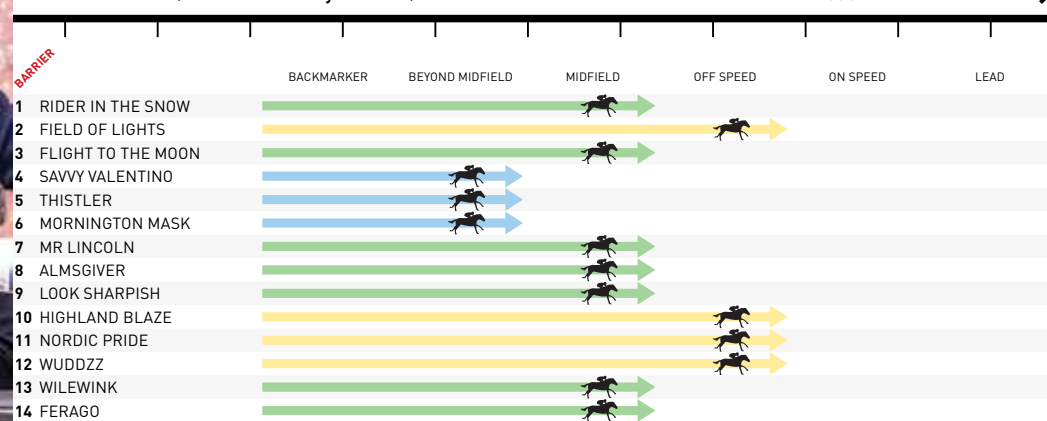 BARRIER
BACKMARKER BEYOND MIDFIELD MIDFIELD OFF SPEED ON SPEED LEAD
1 RIDER IN THE SNOW
2 FIELD OF LIGHTS
3 FLIGHT TO THE MOON
4 SAVVY VALENTINO
5 THISTLER
6 MORNINGTON MASK
7 MR LINCOLN
8 ALMSGIVER
9 LOOK SHARPISH
10 HIGHLAND BLAZE
11 NORDIC PRIDE
12 WUDDZZ
13 WILEWINK
14 FERAGO